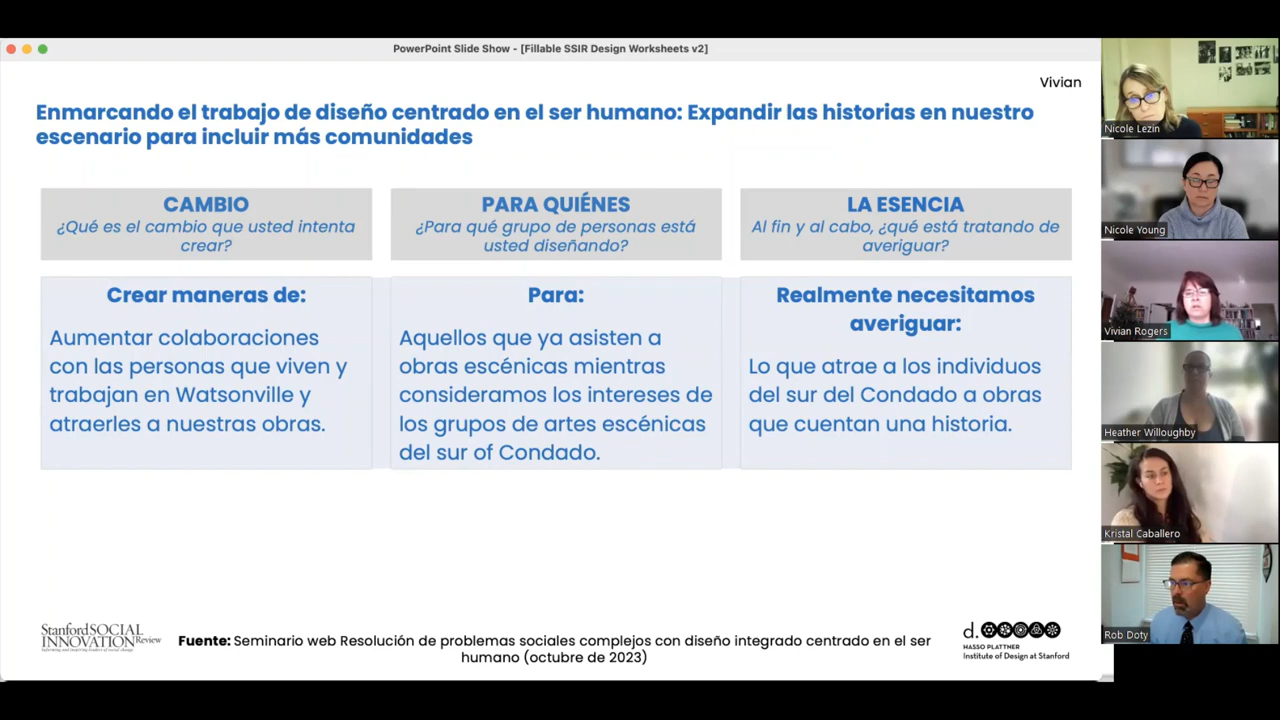 PowerPoint Slide Show - [Fillable SSIR Design Worksheets v2]
Vivian
Enmarcando el trabajo de diseño centrado en el ser humano: Expandir las historias en nuestro
escenario para incluir más comunidades
CAMBIO
¿Qué es el cambio que usted intenta
crear?
PARA QUIÉNES
¿Para qué grupo de personas está
usted diseñando?
LA ESENCIA
Al fin y al cabo, ¿qué está tratando de
averiguar?
Crear maneras de:
Aumentar colaboraciones
con las personas que viven y
trabajan en Watsonville y
atraerles a nuestras obras.
Para:
Aquellos que ya asisten a
obras escénicas mientras
consideramos los intereses de
los grupos de artes escénicas
del sur of Condado.
Realmente necesitamos
averiguar:
Lo que atrae a los individuos
del sur del Condado a obras
que cuentan una historia.
Stanford SOCIAL
INNOVATION Review
Informing and inspiring leaders of social change
Fuente: Seminario web Resolución de problemas sociales complejos con diseño integrado centrado en el ser
humano (octubre de 2023)
d.
HASSO PLATTNER
Institute of Design at Stanford
Nicole Lezin
Nicole Young
Vivian Rogers
Heather Willoughby
Kristal Caballero
Rob Doty